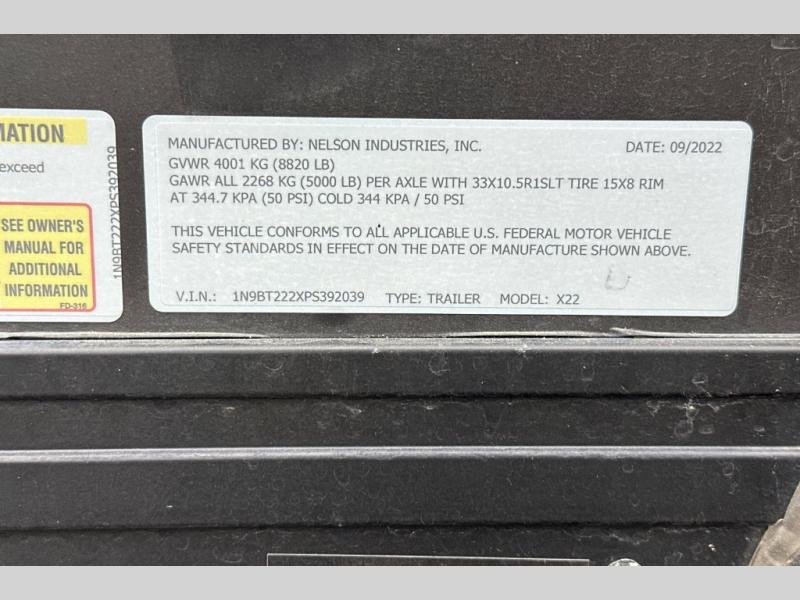 MATION
exceed
SEE OWNER'S
MANUAL FOR
ADDITIONAL
INFORMATION
FD-316
1N9BT222XPS392039
MANUFACTURED BY: NELSON INDUSTRIES, INC. DATE: 09/2022
GVWR 4001 KG (8820 LB)
GAWR ALL 2268 KG (5000 LB) PER AXLE WITH 33X10.5R1SLT TIRE 15X8 RIM
AT 344.7 KPA (50 PSI) COLD 344 KPA / 50 PSI
THIS VEHICLE CONFORMS TO ALL APPLICABLE U.S. FEDERAL MOTOR VEHICLE
SAFETY STANDARDS IN EFFECT ON THE DATE OF MANUFACTURE SHOWN ABOVE.
V.I.N.: 1N9BT222XPS392039 TYPE: TRAILER MODEL: X22